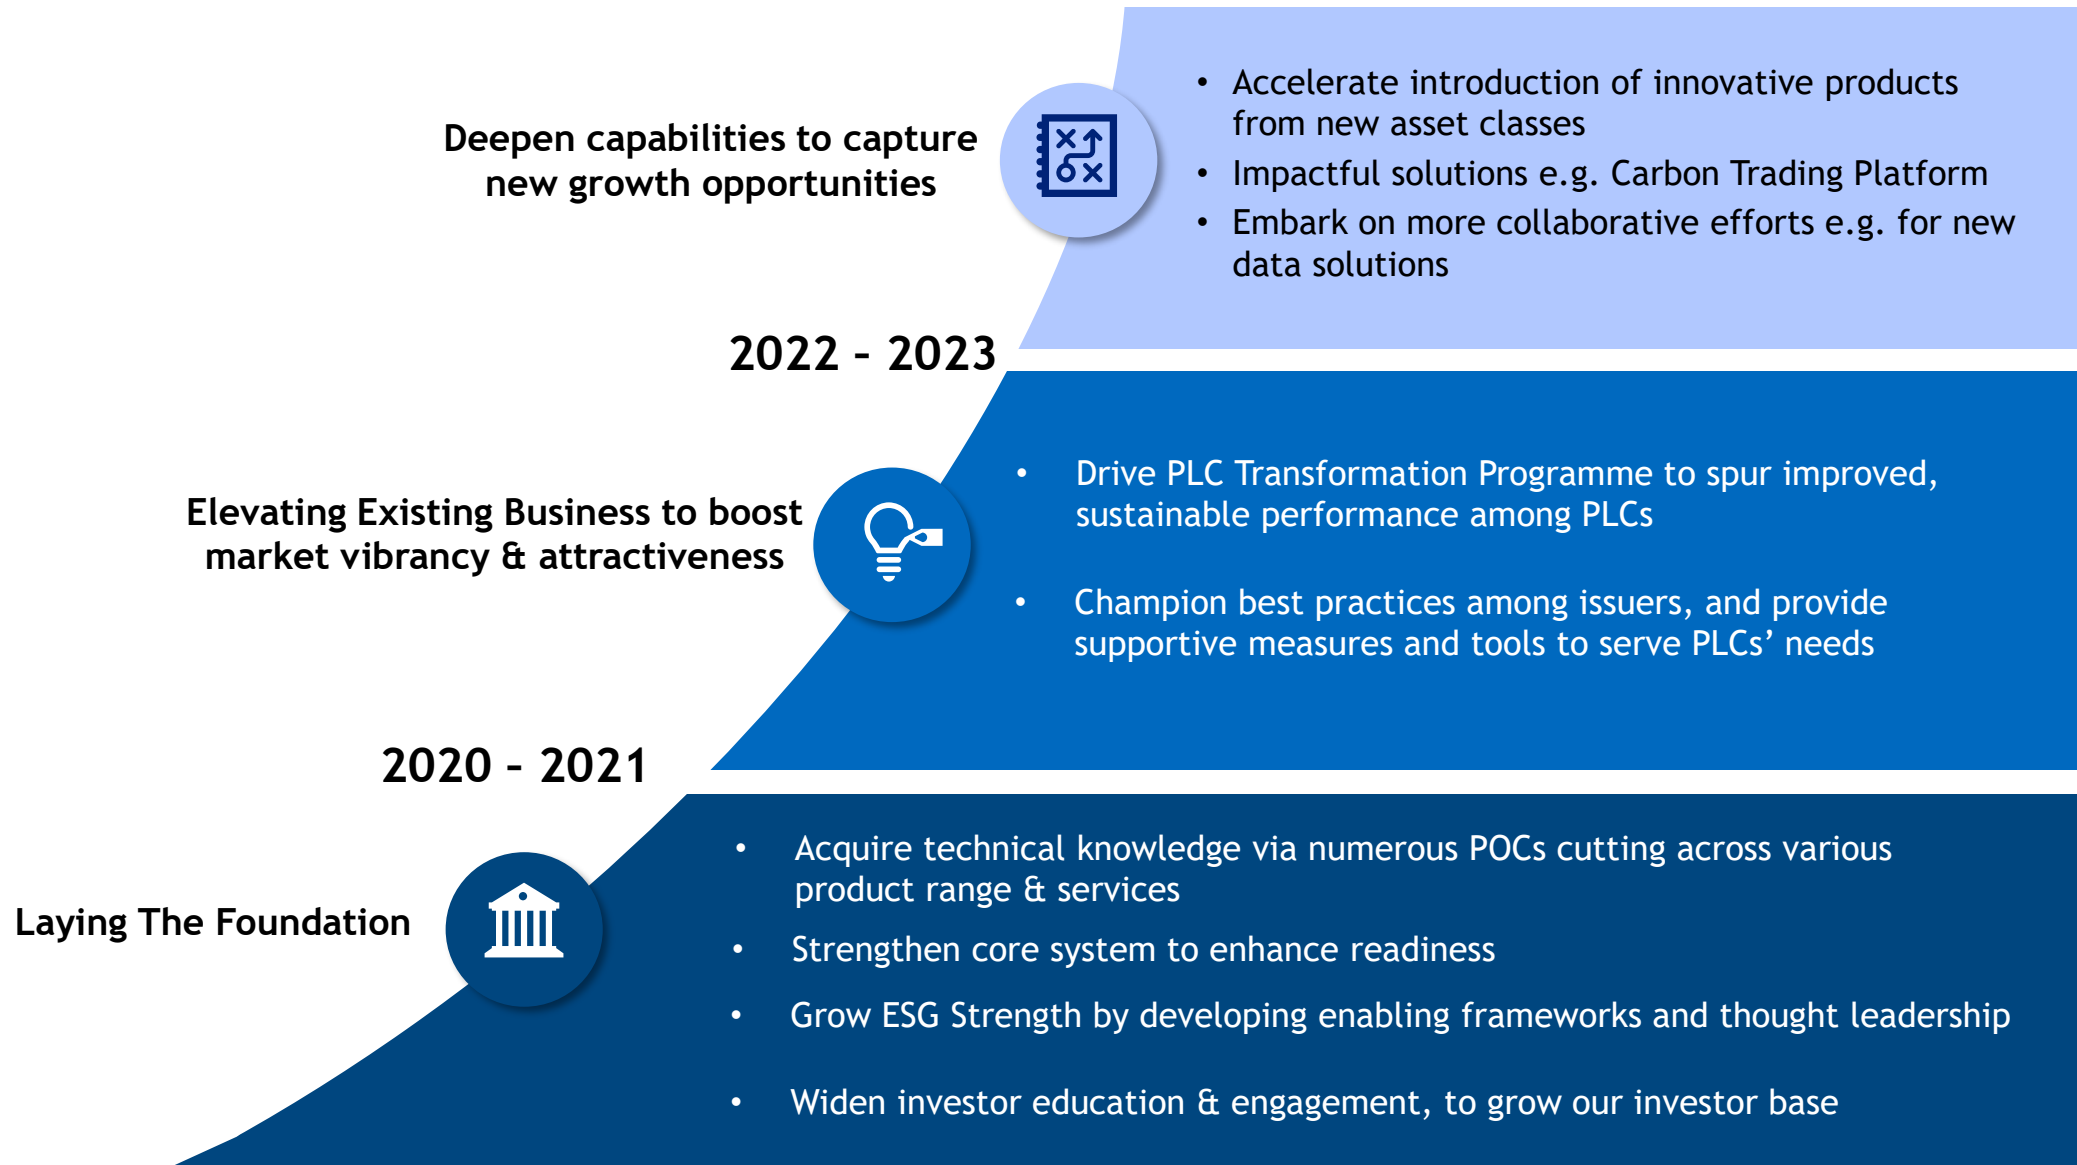 Deepen capabilities to capture
new growth opportunities
• Accelerate introduction of innovative products
from new asset classes
• Impactful solutions e.g. Carbon Trading Platform
• Embark on more collaborative efforts e.g. for new
data solutions
2022 – 2023
Elevating Existing Business to boost
market vibrancy & attractiveness
• Drive PLC Transformation Programme to spur improved,
sustainable performance among PLCs
• Champion best practices among issuers, and provide
supportive measures and tools to serve PLCs’ needs
2020 – 2021
Laying The Foundation
• Acquire technical knowledge via numerous POCs cutting across various
product range & services
• Strengthen core system to enhance readiness
• Grow ESG Strength by developing enabling frameworks and thought leadership
• Widen investor education & engagement, to grow our investor base